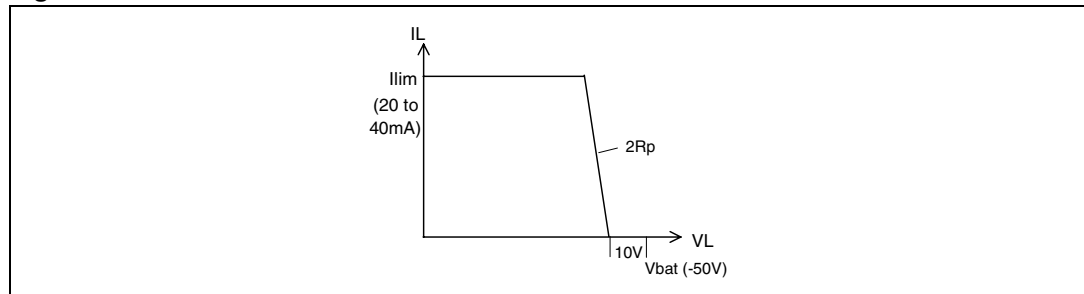 IL
Ilim
(20 to
40mA)
2Rp
VL
10V
Vbat (-50V)